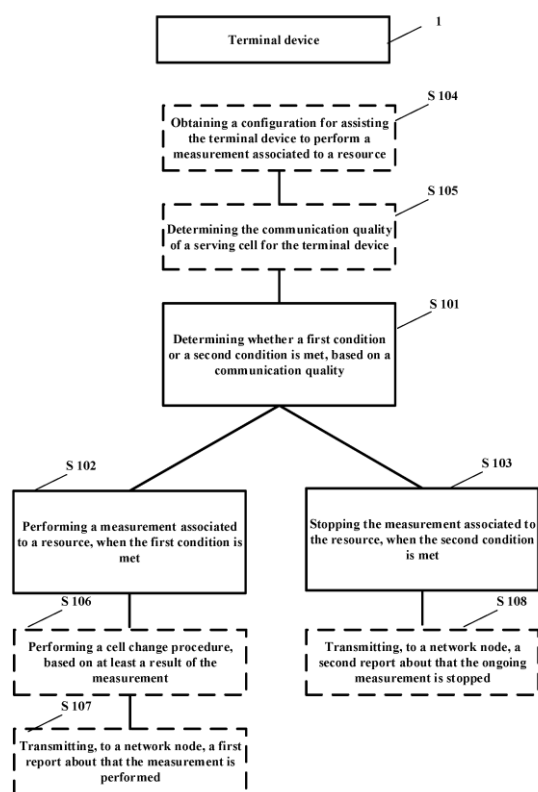 1
Terminal device
S 104
Obtaining a configuration for assisting
the terminal device to perform a
measurement associated to a resource
S 105
Determining the communication quality
of a serving cell for the terminal device
S 101
Determining whether a first condition
or a second condition is met, based on a
communication quality
S 102
Performing a measurement associated
to a resource, when the first condition is
met
S 103
Stopping the measurement associated to
the resource, when the second condition
is met
S 106
Performing a cell change procedure,
based on at least a result of the
measurement
S 108
Transmitting, to a network node, a
second report about that the ongoing
measurement is stopped
S 107
Transmitting, to a network node, a first
report about that the measurement is
performed